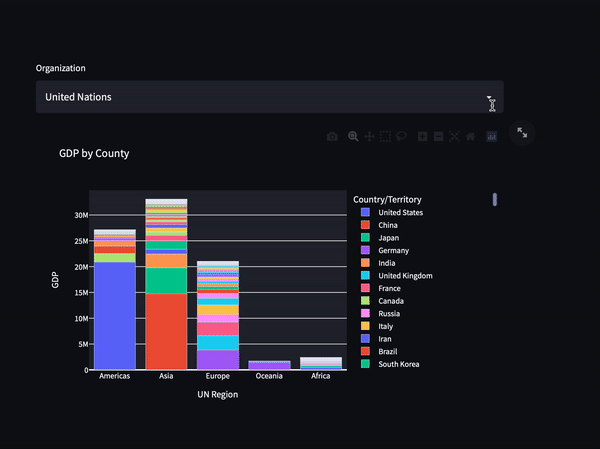 Organization
United Nations
GDP by County
Country/Territory
United States
China
Japan
Germany
India
United Kingdom
France
Canada
Russia
Italy
Iran
Brazil
South Korea
GDP
30M
25M
20M
15M
10M
5M
0
Americas Asia Europe Oceania Africa
UN Region